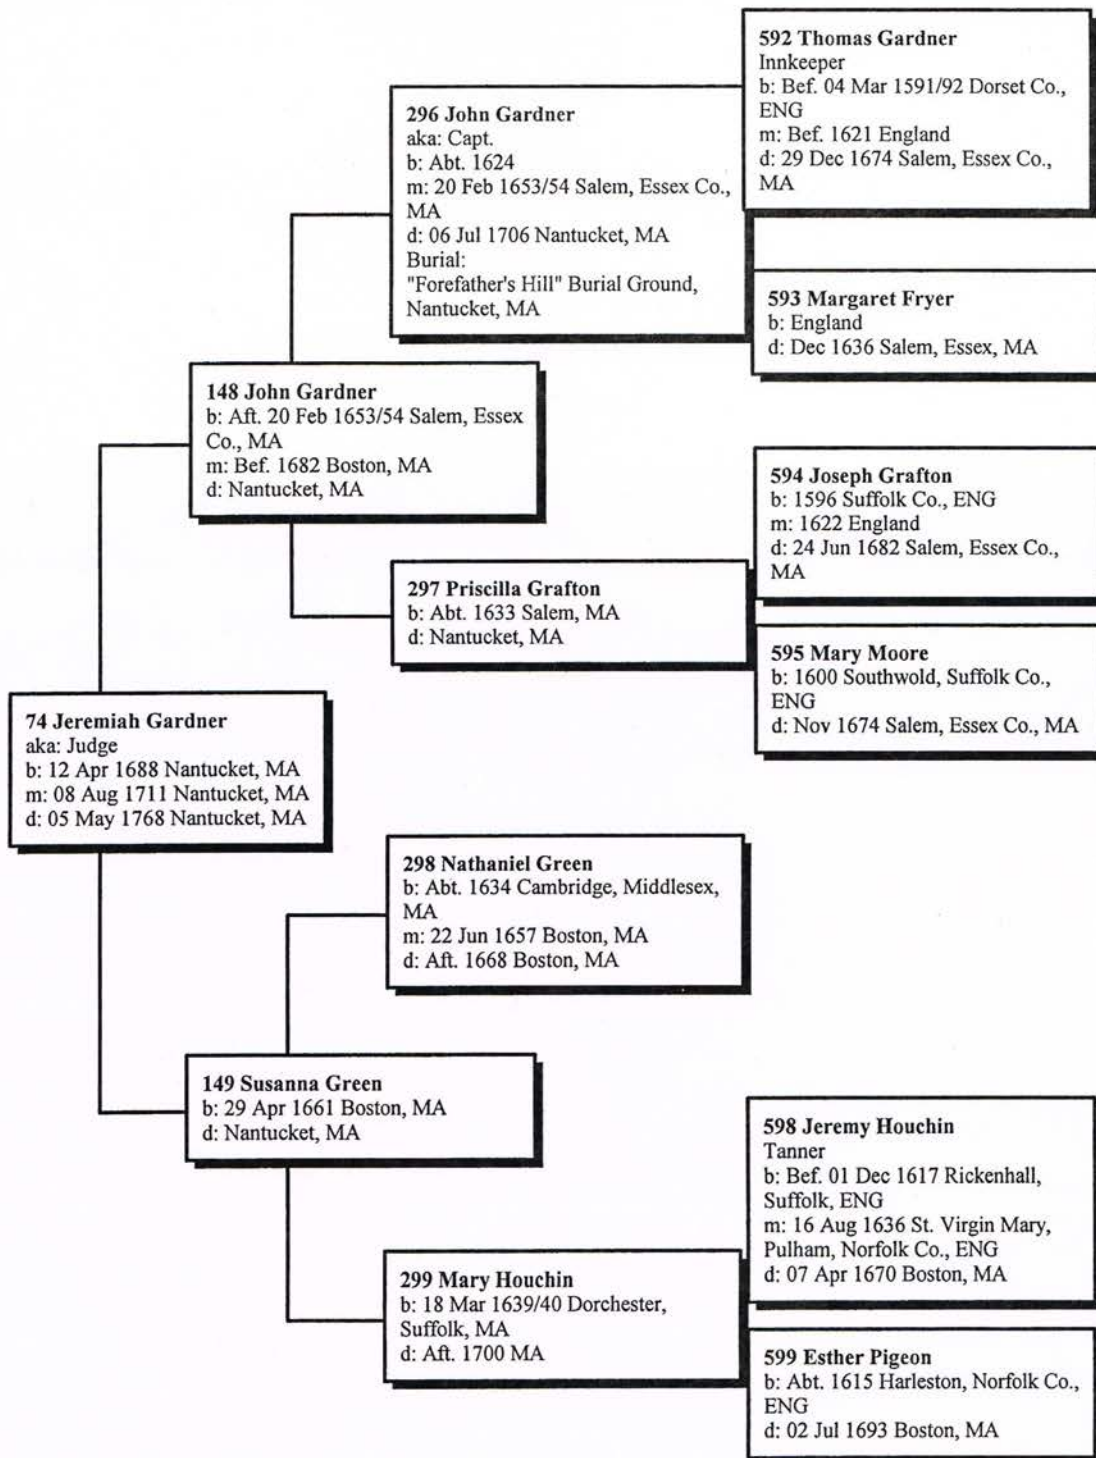 592 Thomas Gardner
Innkeeper
b: Bef. 04 Mar 1591/92 Dorset Co.,
ENG
m: Bef. 1621 England
d: 29 Dec 1674 Salem, Essex Co.,
MA
296 John Gardner
aka: Capt.
b: Abt. 1624
m: 20 Feb 1653/54 Salem, Essex Co.,
MA
d: 06 Jul 1706 Nantucket, MA
Burial:
"Forefather's Hill" Burial Ground,
Nantucket, MA
593 Margaret Fryer
b: England
d: Dec 1636 Salem, Essex, MA
148 John Gardner
b: Aft. 20 Feb 1653/54 Salem, Essex
Co., MA
m: Bef. 1682 Boston, MA
d: Nantucket, MA
594 Joseph Grafton
b: 1596 Suffolk Co., ENG
m: 1622 England
d: 24 Jun 1682 Salem, Essex Co.,
MA
297 Priscilla Grafton
b: Abt. 1633 Salem, MA
d: Nantucket, MA
595 Mary Moore
b: 1600 Southwold, Suffolk Co.,
ENG
d: Nov 1674 Salem, Essex Co., MA
74 Jeremiah Gardner
aka: Judge
b: 12 Apr 1688 Nantucket, MA
m: 08 Aug 1711 Nantucket, MA
d: 05 May 1768 Nantucket, MA
298 Nathaniel Green
b: Abt. 1634 Cambridge, Middlesex,
MA
m: 22 Jun 1657 Boston, MA
d: Aft. 1668 Boston, MA
149 Susanna Green
b: 29 Apr 1661 Boston, MA
d: Nantucket, MA
598 Jeremy Houchin
Tanner
b: Bef. 01 Dec 1617 Rickenhall,
Suffolk, ENG
m: 16 Aug 1636 St. Virgin Mary,
Pulham, Norfolk Co., ENG
d: 07 Apr 1670 Boston, MA
299 Mary Houchin
b: 18 Mar 1639/40 Dorchester,
Suffolk, MA
d: Aft. 1700 MA
599 Esther Pigeon
b: Abt. 1615 Harleston, Norfolk Co.,
ENG
d: 02 Jul 1693 Boston, MA